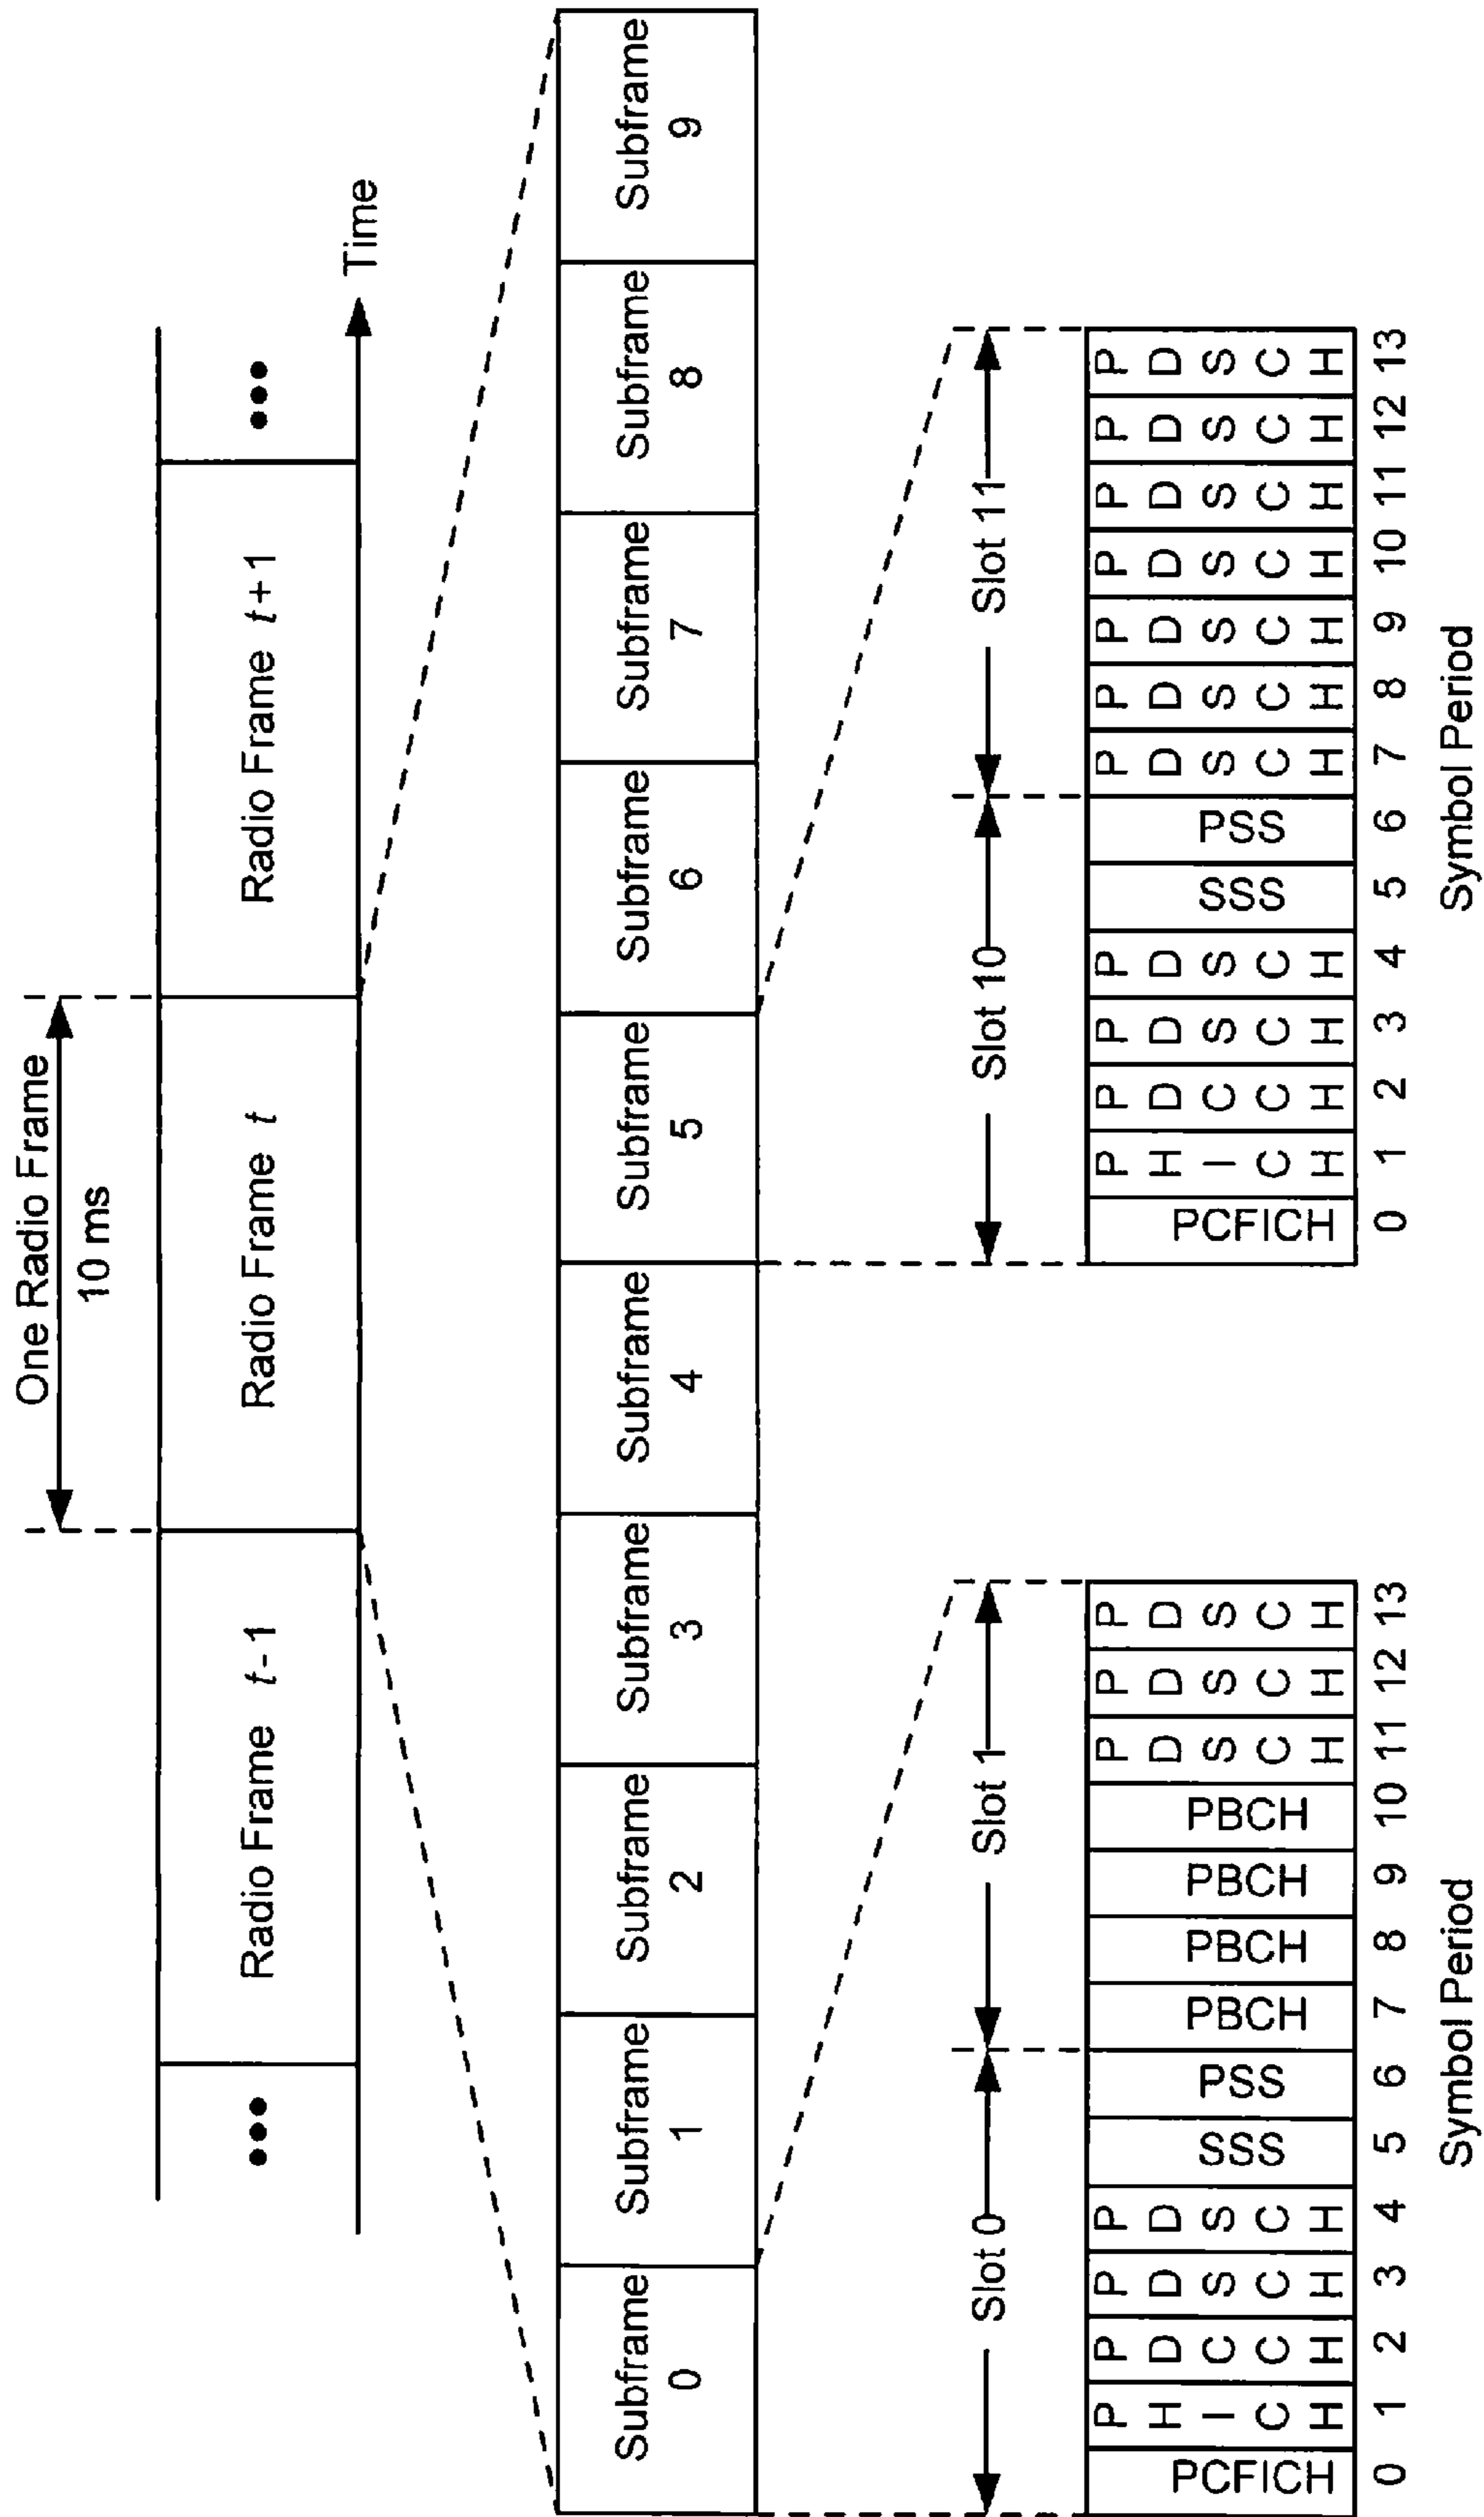 One Radio Frame
10 ms
••• Radio Frame t-1 Radio Frame t Radio Frame t+1 •••
Time
Subframe 0
Subframe 1
Subframe 2
Subframe 3
Subframe 4
Subframe 5
Subframe 6
Subframe 7
Subframe 8
Subframe 9
Slot 0 Slot 1
PCFICH PHICH PDCCH PDSCH PDSCH SSS PSS PBCH PBCH PBCH PBCH PDSCH PDSCH PDSCH
0 1 2 3 4 5 6 7 8 9 10 11 12 13
Symbol Period
Slot 10 Slot 11
PCFICH PHICH PDCCH PDSCH PDSCH SSS PSS PDSCH PDSCH PDSCH PDSCH PDSCH PDSCH PDSCH
0 1 2 3 4 5 6 7 8 9 10 11 12 13
Symbol Period